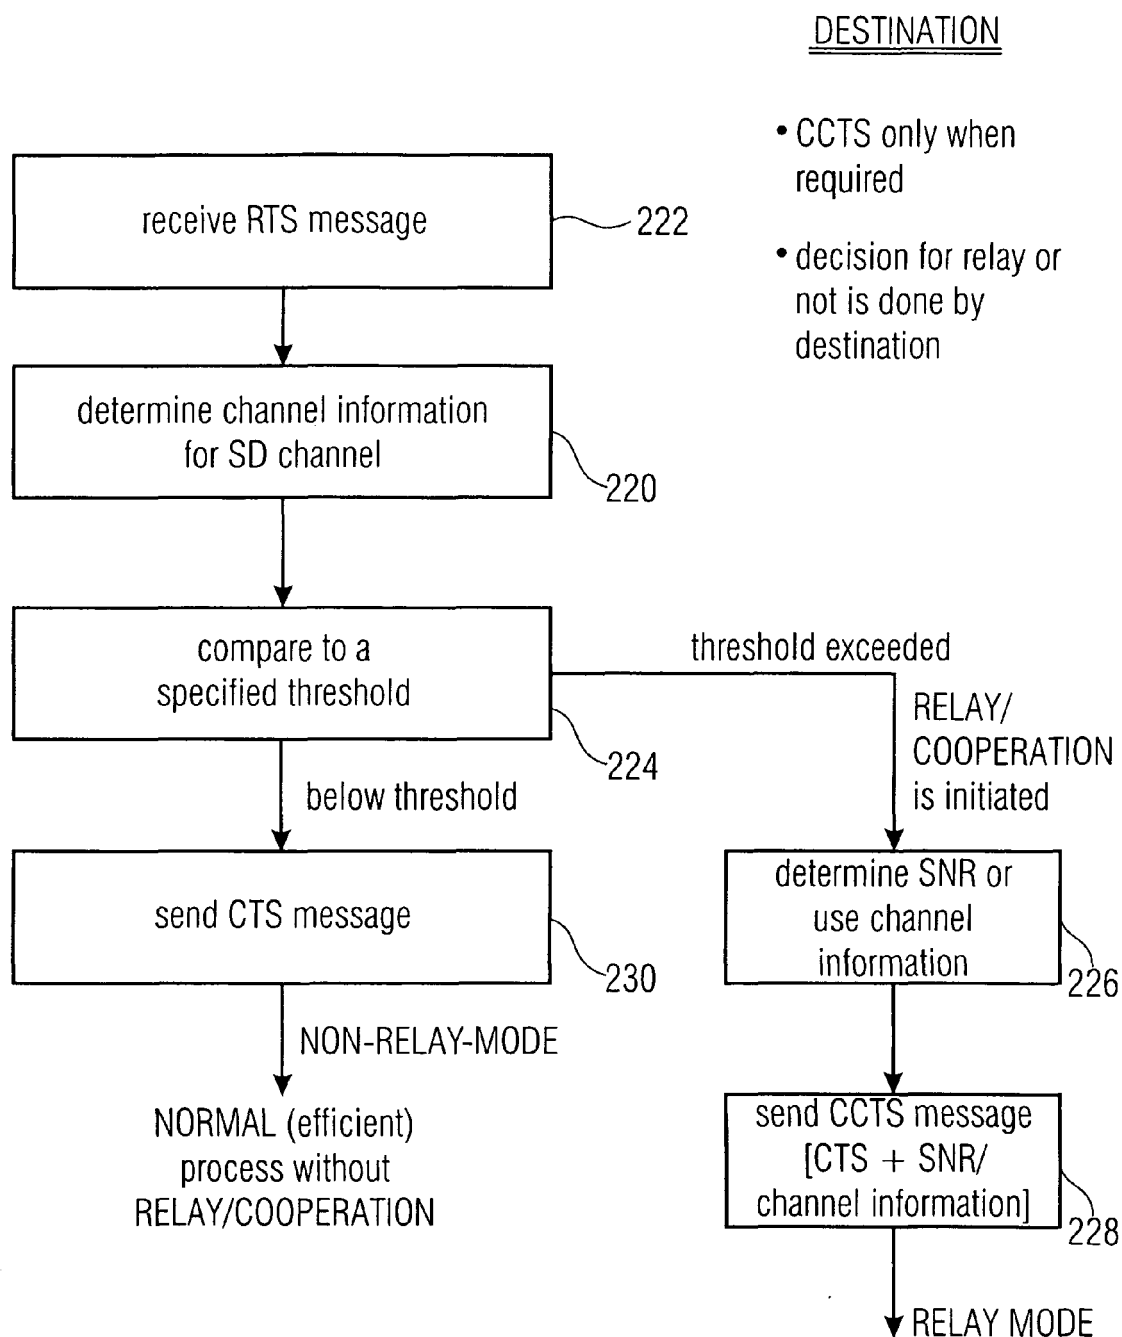 DESTINATION
• CCTS only when
required
• decision for relay or
not is done by
destination
receive RTS message
222
determine channel information
for SD channel
220
compare to a
specified threshold
224
threshold exceeded
RELAY/
COOPERATION
is initiated
below threshold
send CTS message
230
determine SNR or
use channel
information
226
NON-RELAY-MODE
NORMAL (efficient)
process without
RELAY/COOPERATION
send CCTS message
[CTS + SNR/
channel information]
228
RELAY MODE